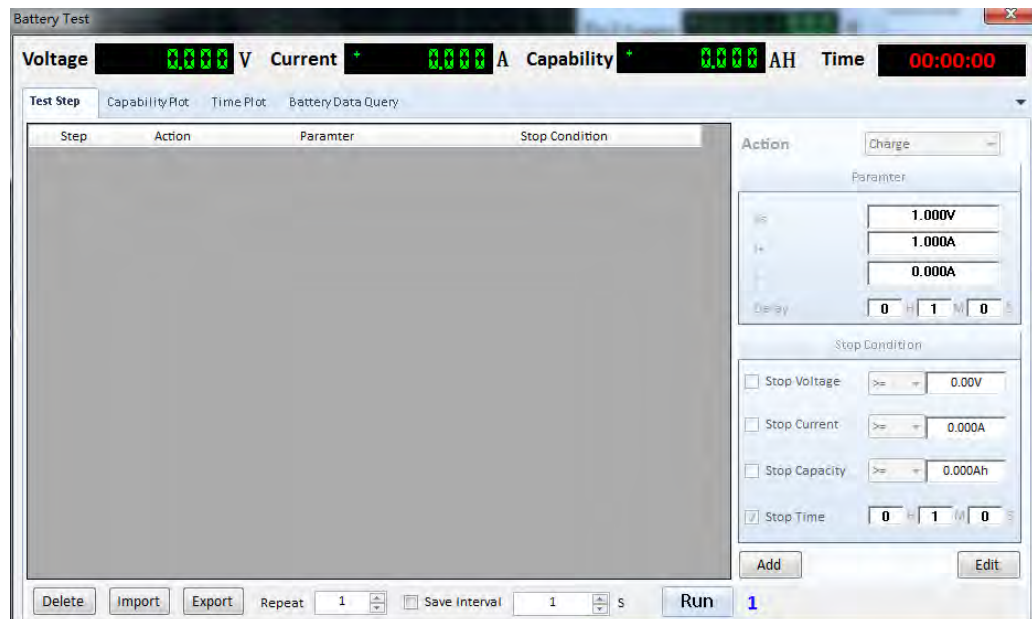 Battery Test
Voltage 0.000 V Current + 0.000 A Capability + 0.000 AH Time 00:00:00
Test Step Capability Plot Time Plot Battery Data Query
Step Action Paramter Stop Condition
Action Charge
Paramter
1.000V
I+ 1.000A
0.000A
Delay 0 H 1 M 0 S
Stop Condition
Stop Voltage >= 0.00V
Stop Current >= 0.000A
Stop Capacity >= 0.000Ah
Stop Time 0 H 1 M 0 S
Add Edit
Delete Import Export Repeat 1 Save Interval 1 S Run 1